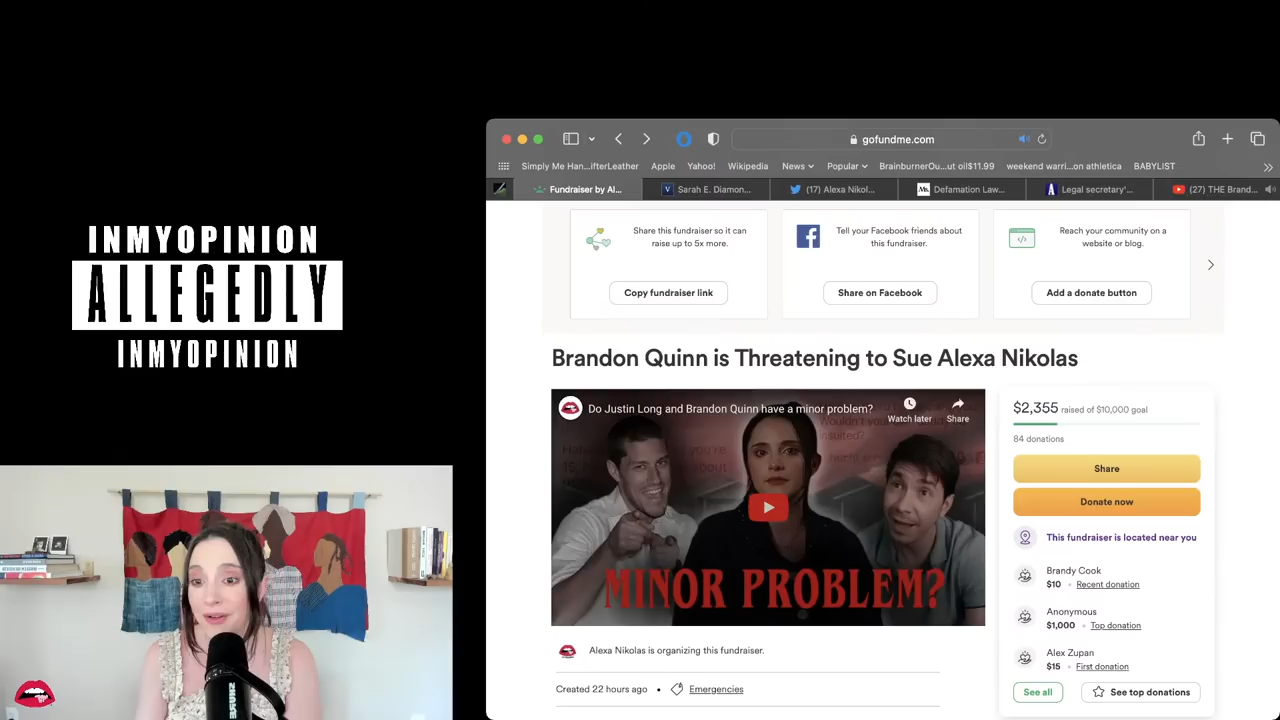 INMYOPINION
ALLEGEDLY
INMYOPINION
gofundme.com
Simply Me Han...ifterLeather Apple Yahoo! Wikipedia News Popular BrainburnerOu...ut oil$11.99 weekend warri...on athletica BABYLIST
Fundraiser by Al... Sarah E. Diamon... (17) Alexa Nikol... Defamation Law... Legal secretary'... (27) THE Brand...
Share this fundraiser so it can
raise up to 5x more.
Copy fundraiser link
Tell your Facebook friends about
this fundraiser.
Share on Facebook
Reach your community on a
website or blog.
Add a donate button
Brandon Quinn is Threatening to Sue Alexa Nikolas
Do Justin Long and Brandon Quinn have a minor problem?
Watch later
Share
MINOR PROBLEM?
$2,355 raised of $10,000 goal
84 donations
Share
Donate now
This fundraiser is located near you
Brandy Cook
$10 • Recent donation
Anonymous
$1,000 • Top donation
Alex Zupan
$15 • First donation
See all
See top donations
Alexa Nikolas is organizing this fundraiser.
Created 22 hours ago • Emergencies